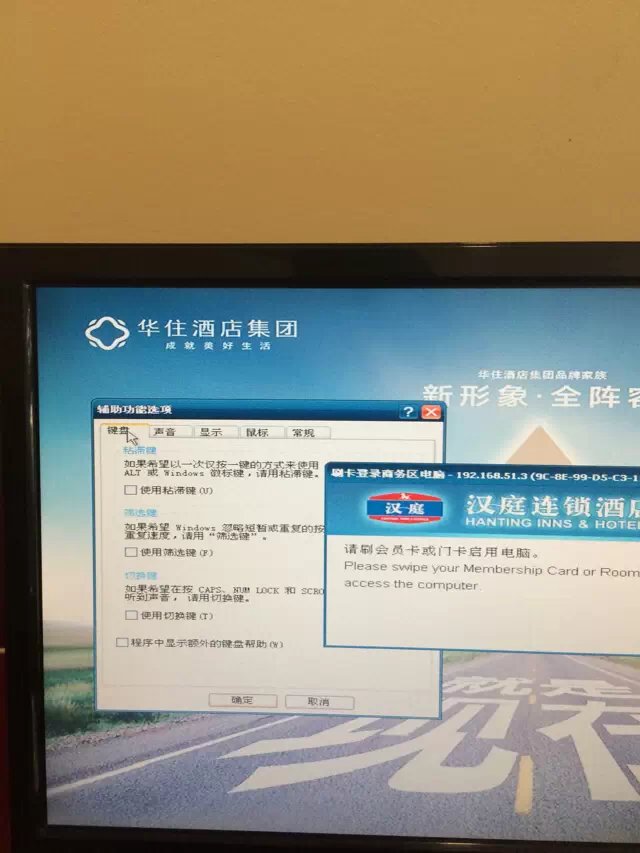 华住酒店集团
成就美好生活
华住酒店集团品牌家族
新形象·全阵容
辅助功能选项
键盘 声音 显示 鼠标 常规
粘滞键
如果希望以一次仅按一键的方式来使用
ALT 或 Windows 徽标键，请用粘滞键。
使用粘滞键(U)
筛选键
如果希望 Windows 忽略短暂或重复的按
重复速度，请用“筛选键”。
使用筛选键(F)
切换键
如果希望在按 CAPS、NUM LOCK 和 SCRO
听到声音，请用切换键。
使用切换键(T)
程序中显示额外的键盘帮助(W)
确定 取消
刷卡登录商务区电脑 - 192.168.51.3 (9C-8E-99-D5-C3-1
汉庭
汉庭连锁酒店
HANTING INNS & HOTE
请刷会员卡或门卡启用电脑。
Please swipe your Membership Card or Room
access the computer.
就是
现在